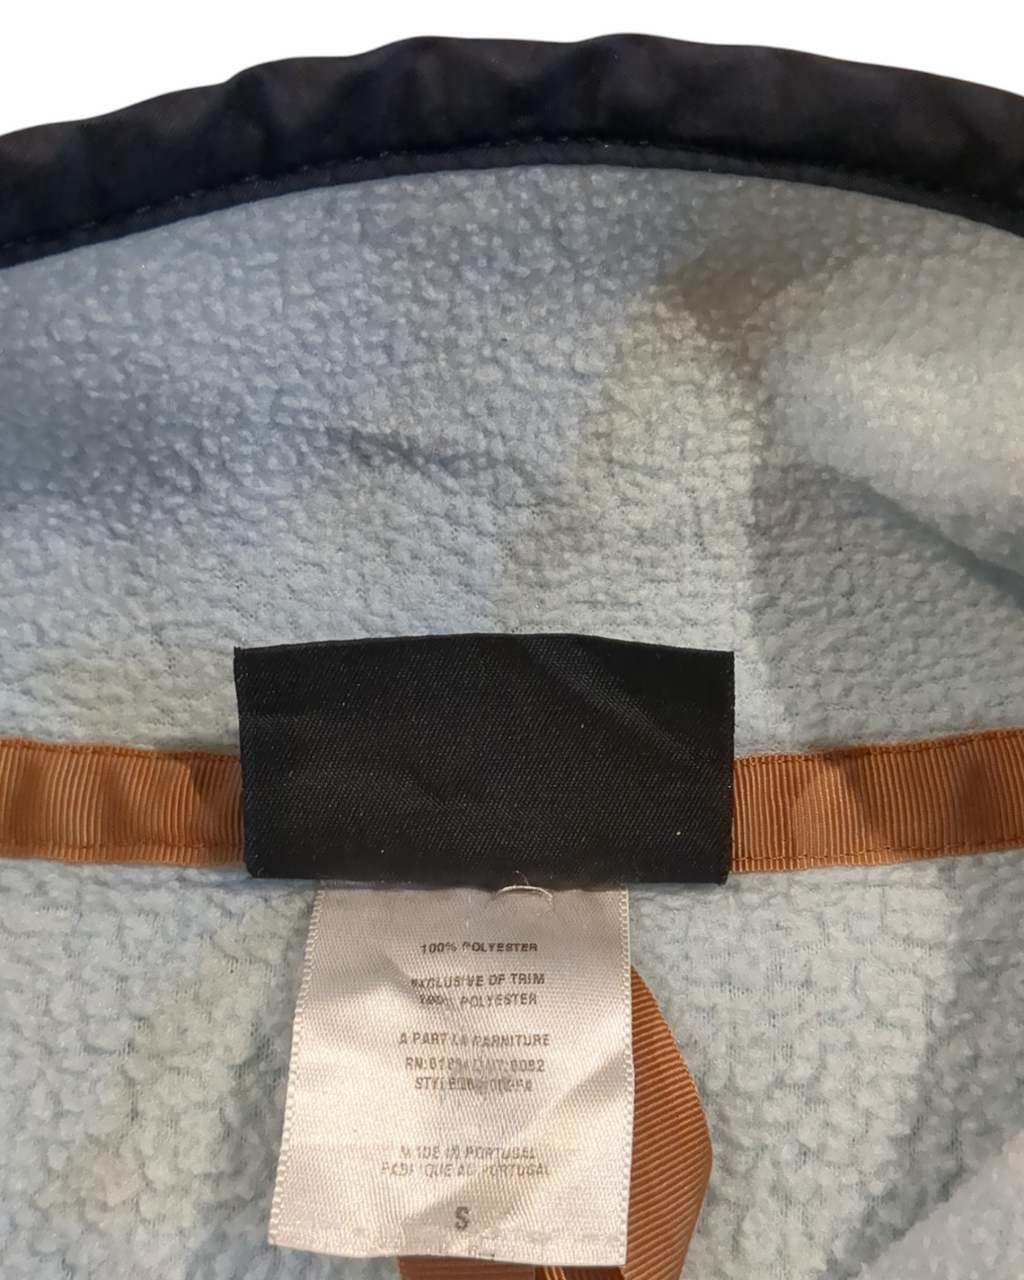 100% POLYESTER
EXCLUSIVE OF TRIM
100% POLYESTER
A PART LA GARNITURE
MADE IN PORTUGAL
FABRIQUE AU PORTUGAL
S